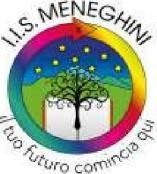 I.I.S. MENEGHINI
il tuo futuro comincia qui